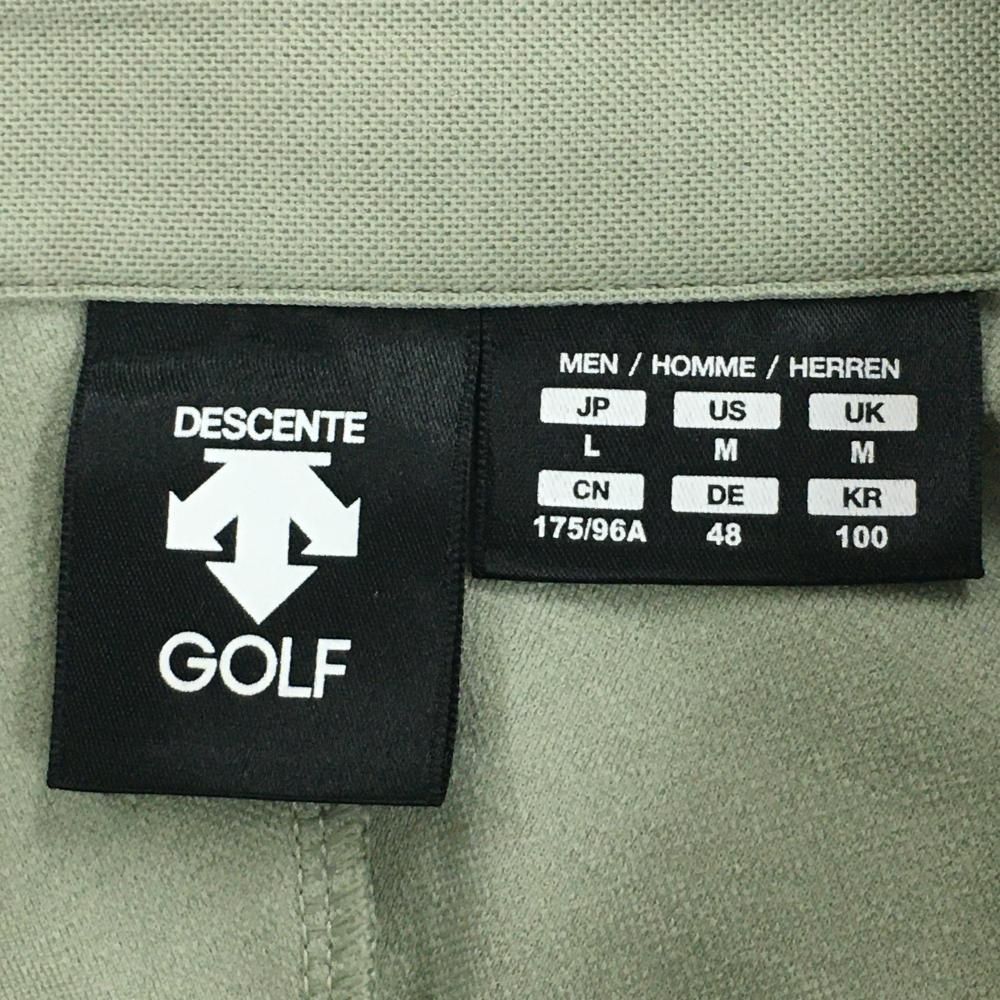 DESCENTE
GOLF
MEN / HOMME / HERREN
JP US UK
L M M
CN DE KR
175/96A 48 100